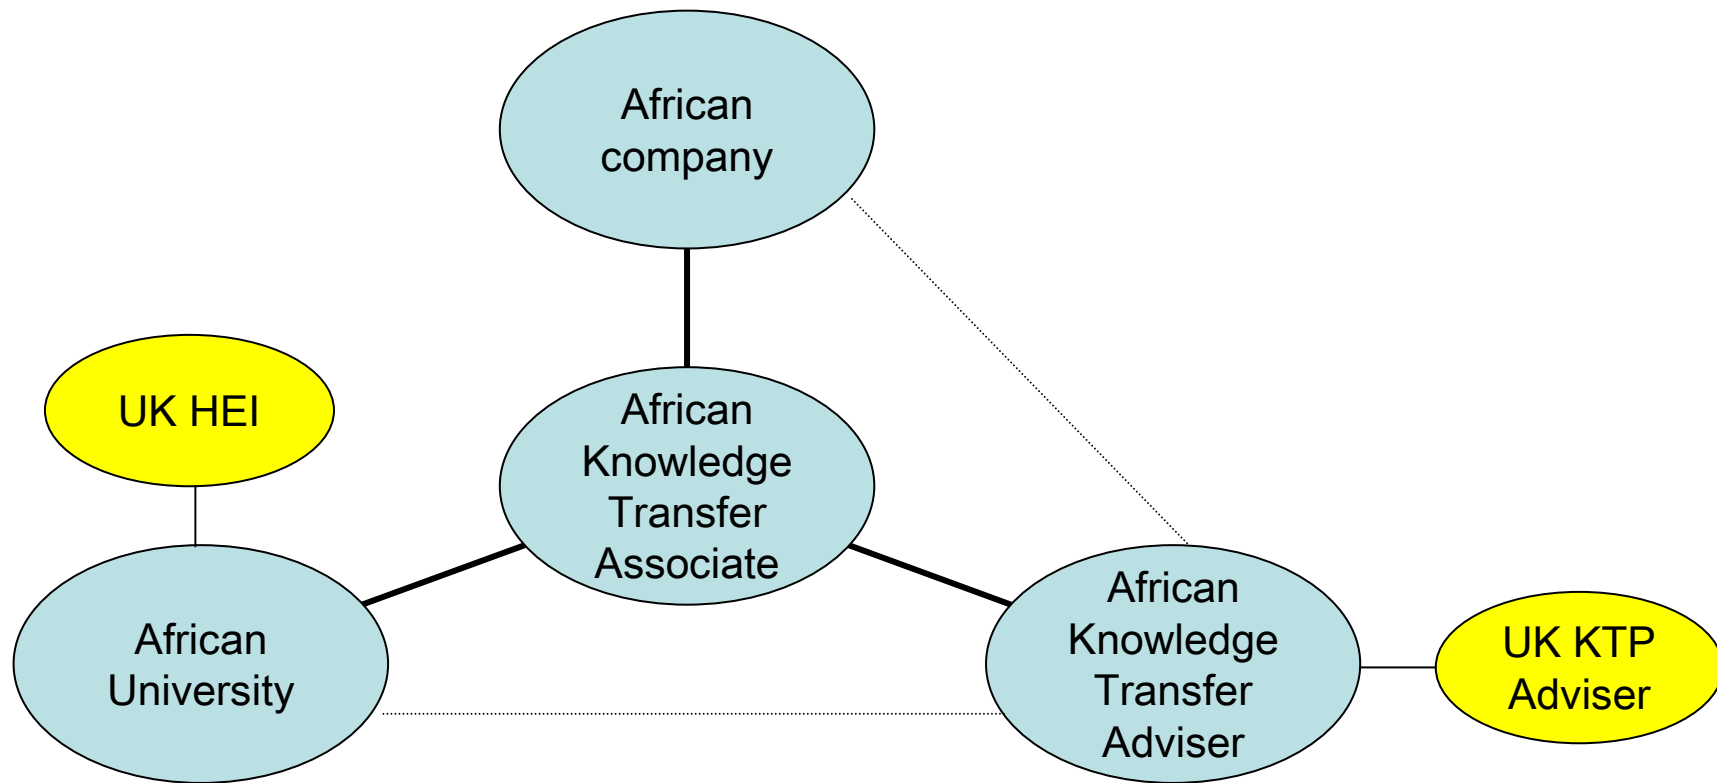 African
company
UK HEI
African
Knowledge
Transfer
Associate
African
University
African
Knowledge
Transfer
Adviser
UK KTP
Adviser